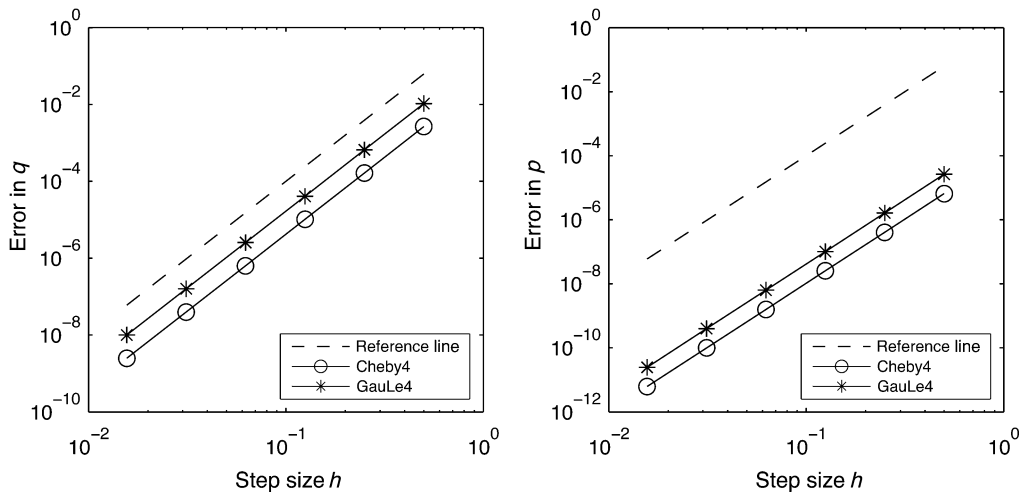 10^0
10^−2
10^−4
10^−6
10^−8
10^−10
Error in q
10^−2
10^−1
10^0
Step size h
Reference line
Cheby4
GauLe4
10^0
10^−2
10^−4
10^−6
10^−8
10^−10
10^−12
Error in p
10^−2
10^−1
10^0
Step size h
Reference line
Cheby4
GauLe4